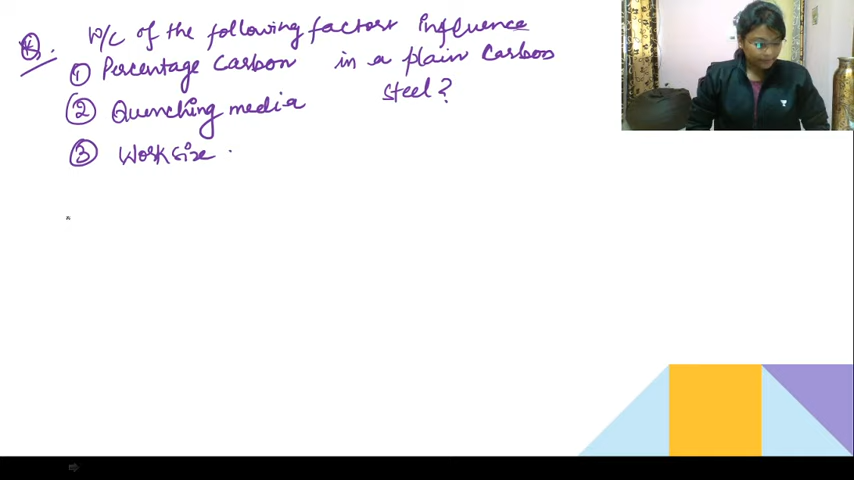 Q. w/c of the following factors influence
① Percentage Carbon in a plain Carbon
② Quenching media steel?
③ Work size.